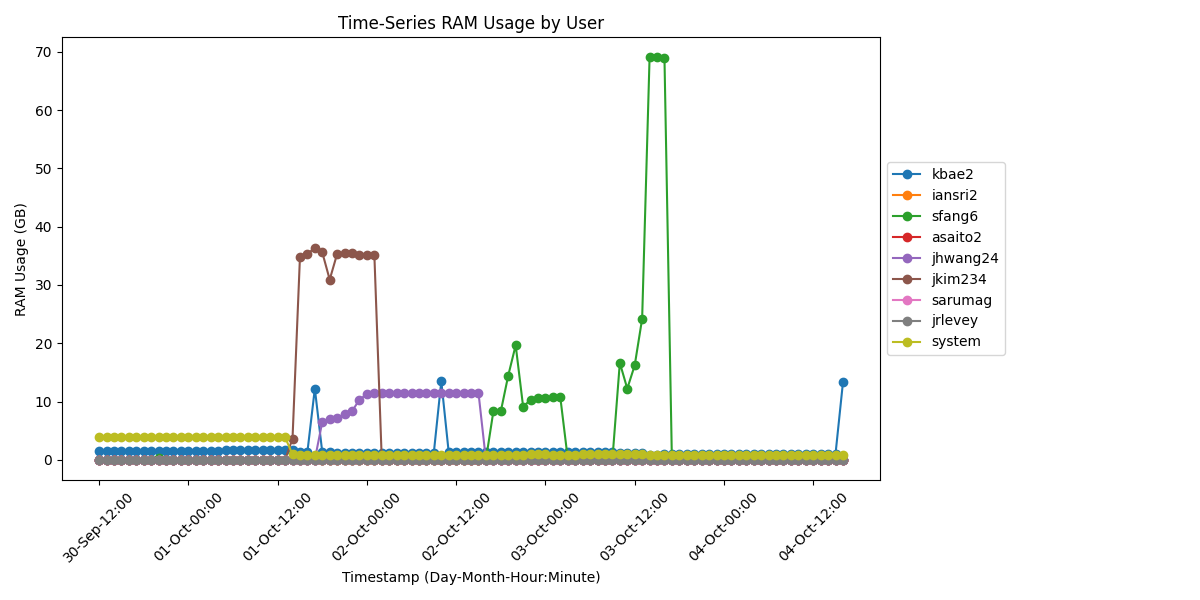 Time-Series RAM Usage by User
RAM Usage (GB)
70
60
50
40
30
20
10
0
30-Sep-12:00
01-Oct-00:00
01-Oct-12:00
02-Oct-00:00
02-Oct-12:00
03-Oct-00:00
03-Oct-12:00
04-Oct-00:00
04-Oct-12:00
Timestamp (Day-Month-Hour:Minute)
kbae2
iansri2
sfang6
asaito2
jhwang24
jkim234
sarumag
jrlevey
system